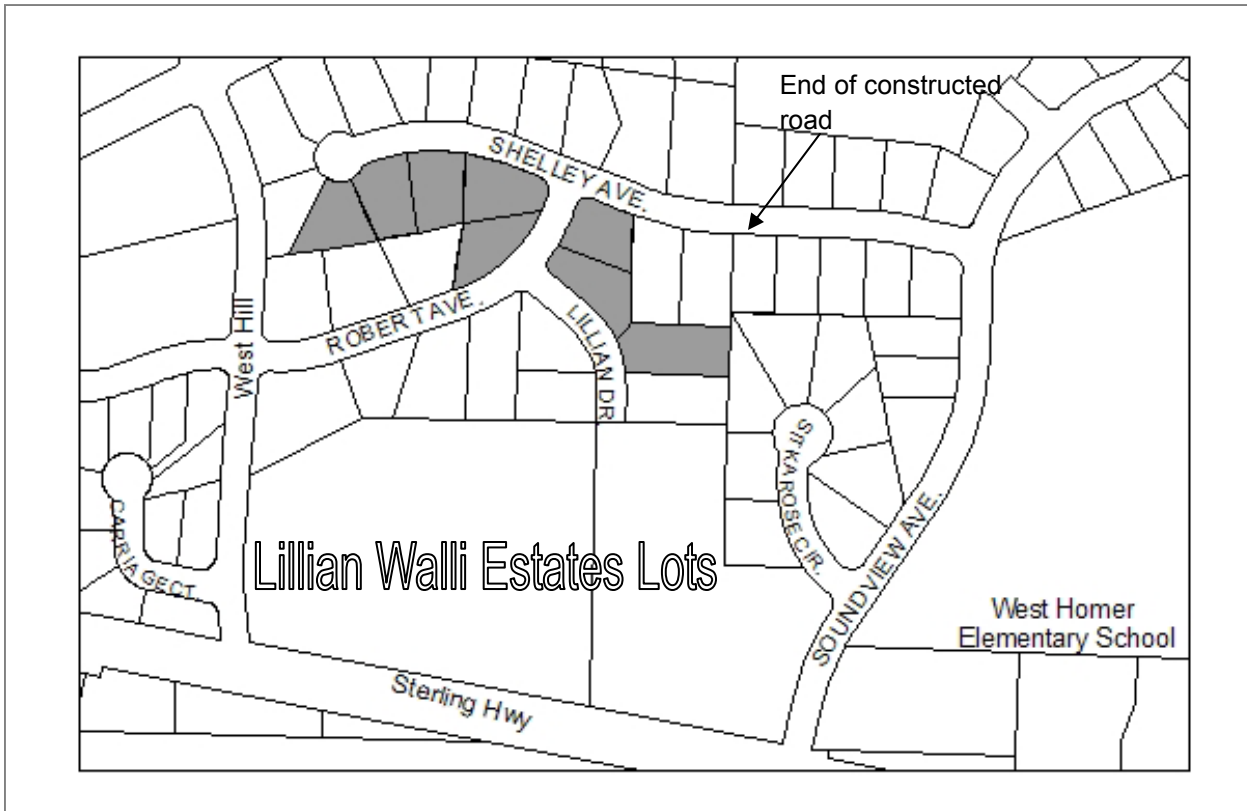 End of constructed
road
SHELLEY AVE.
West Hill
ROBERT AVE.
LILLIAN DR
SITKA ROSE CIR.
CARRIAGE CT.
SOUNDVIEW AVE.
Lillian Walli Estates Lots
West Homer
Elementary School
Sterling Hwy